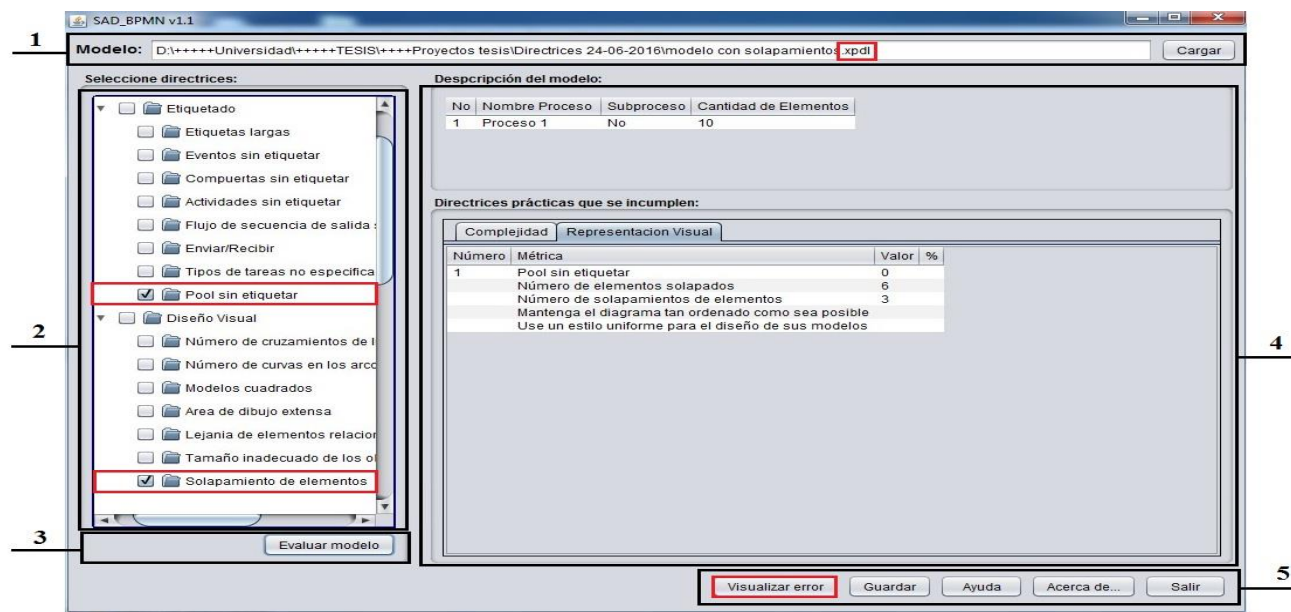 SAD_BPMN v1.1
1
Modelo: D:\+++++Universidad\+++++TESIS\++++Proyectos tesis\Directrices 24-06-2016\modelo con solapamientos.xpdl Cargar
Seleccione directrices:
Etiquetado
Etiquetas largas
Eventos sin etiquetar
Compuertas sin etiquetar
Actividades sin etiquetar
Flujo de secuencia de salida
Enviar/Recibir
Tipos de tareas no especifica
Pool sin etiquetar
Diseño Visual
2
Número de cruzamientos de
Número de curvas en los arco
Modelos cuadrados
Area de dibujo extensa
Lejania de elementos relacior
Tamaño inadecuado de los
Solapamiento de elementos
3
Evaluar modelo
Despcripción del modelo:
No Nombre Proceso Subproceso Cantidad de Elementos
1 Proceso 1 No 10
Directrices prácticas que se incumplen:
Complejidad Representacion Visual
Número Métrica Valor %
1 Pool sin etiquetar 0
Número de elementos solapados 6
Número de solapamientos de elementos 3
Mantenga el diagrama tan ordenado como sea posible
Use un estilo uniforme para el diseño de sus modelos
4
Visualizar error Guardar Ayuda Acerca de... Salir
5